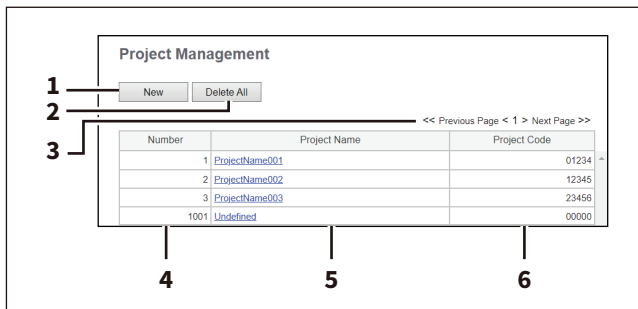 Project Management
1
New Delete All
2
<< Previous Page < 1 > Next Page >>
3
Number Project Name Project Code
1 ProjectName001 01234
2 ProjectName002 12345
3 ProjectName003 23456
1001 Undefined 00000
4 5 6